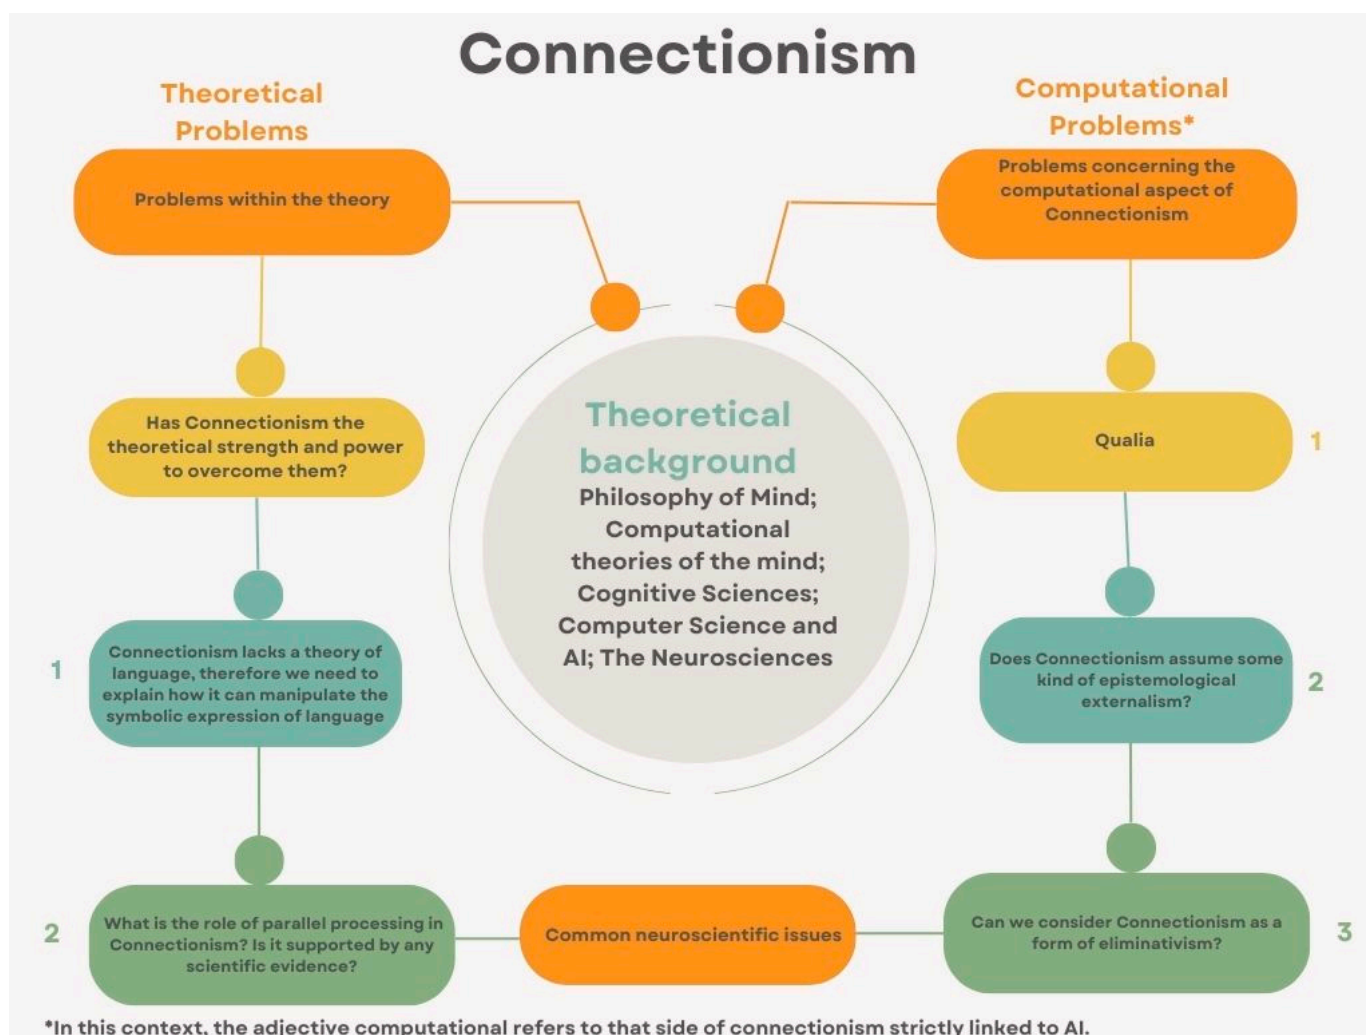 Connectionism
Theoretical
Problems
Problems within the theory
Has Connectionism the
theoretical strength and power
to overcome them?
1
Connectionism lacks a theory of
language, therefore we need to
explain how it can manipulate the
symbolic expression of language
2
What is the role of parallel processing in
Connectionism? Is it supported by any
scientific evidence?
Theoretical
background
Philosophy of Mind;
Computational
theories of the mind;
Cognitive Sciences;
Computer Science and
AI; The Neurosciences
Common neuroscientific issues
Computational
Problems*
Problems concerning the
computational aspect of
Connectionism
Qualia
1
Does Connectionism assume some
kind of epistemological
externalism?
2
Can we consider Connectionism as a
form of eliminativism?
3
*In this context, the adjective computational refers to that side of connectionism strictly linked to AI.